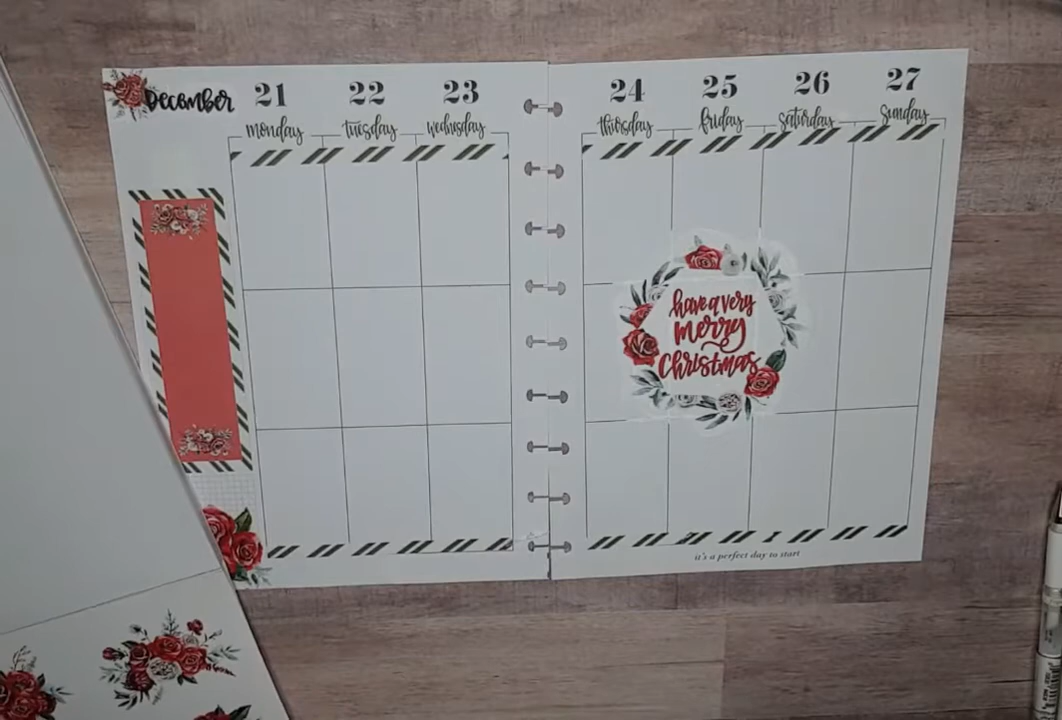 December
21 22 23 24 25 26 27
monday tuesday wednesday thursday friday saturday sunday
have a very
merry
Christmas
it's a perfect day to start